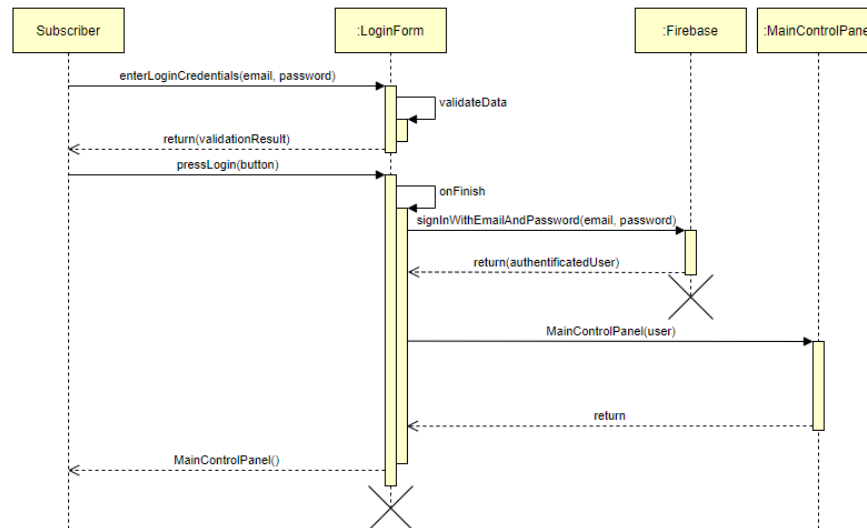 Subscriber
:LoginForm
:Firebase
:MainControlPane
enterLoginCredentials(email, password)
validateData
return(validationResult)
pressLogin(button)
onFinish
signInWithEmailAndPassword(email, password)
return(authentificatedUser)
MainControlPanel(user)
return
MainControlPanel()